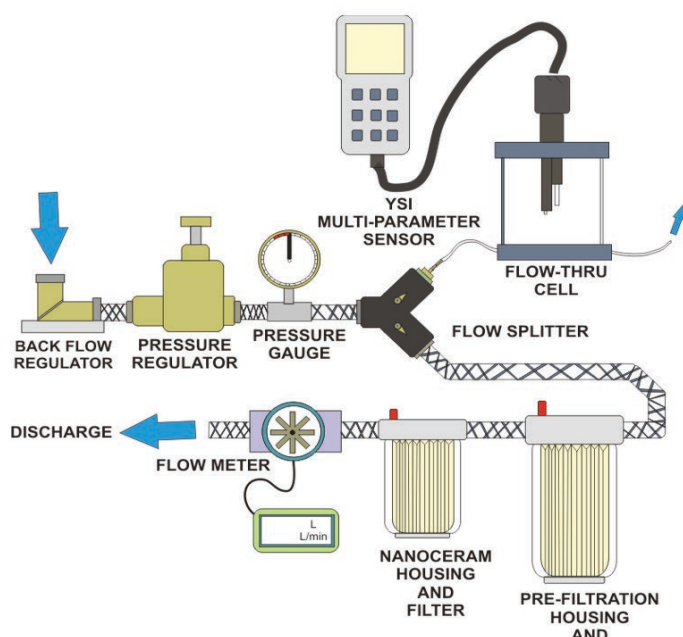 YSI
MULTI-PARAMETER
SENSOR
FLOW-THRU
CELL
BACK FLOW
REGULATOR
PRESSURE
REGULATOR
PRESSURE
GAUGE
FLOW SPLITTER
DISCHARGE
FLOW METER
L
L/min
NANOCERAM
HOUSING
AND
FILTER
PRE-FILTRATION
HOUSING
AND